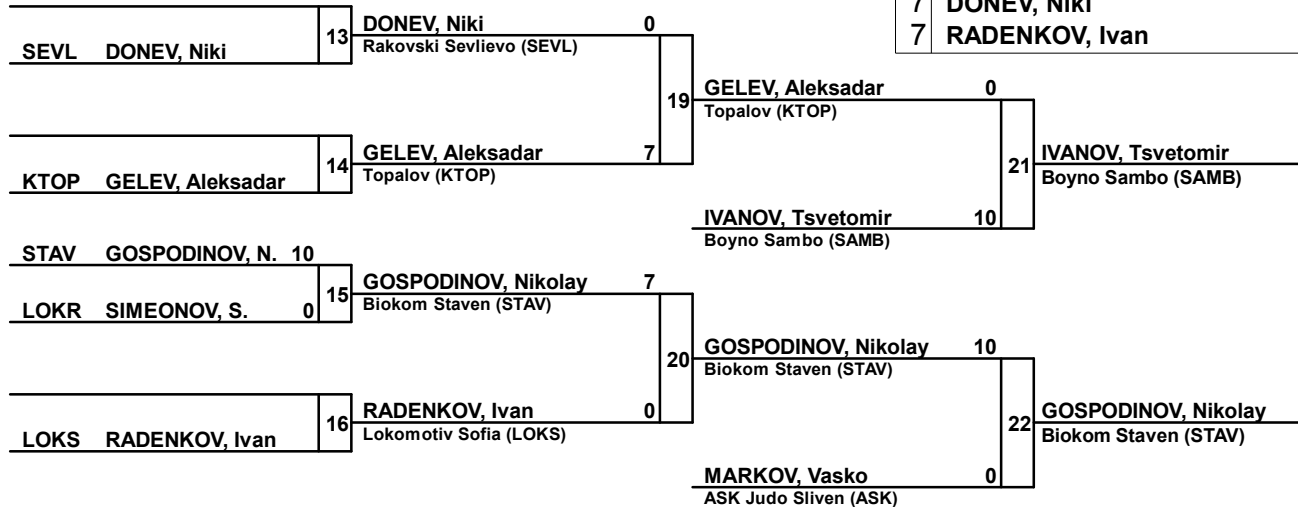 7 DONEV, Niki
7 RADENKOV, Ivan
SEVL DONEV, Niki
13
DONEV, Niki 0
Rakovski Sevlievo (SEVL)
KTOP GELEV, Aleksadar
14
GELEV, Aleksadar 7
Topalov (KTOP)
19
GELEV, Aleksadar 0
Topalov (KTOP)
IVANOV, Tsvetomir 10
Boyno Sambo (SAMB)
21
IVANOV, Tsvetomir
Boyno Sambo (SAMB)
STAV GOSPODINOV, N. 10
LOKR SIMEONOV, S. 0
15
GOSPODINOV, Nikolay 7
Biokom Staven (STAV)
LOKS RADENKOV, Ivan
16
RADENKOV, Ivan 0
Lokomotiv Sofia (LOKS)
20
GOSPODINOV, Nikolay 10
Biokom Staven (STAV)
MARKOV, Vasko 0
ASK Judo Sliven (ASK)
22
GOSPODINOV, Nikolay
Biokom Staven (STAV)